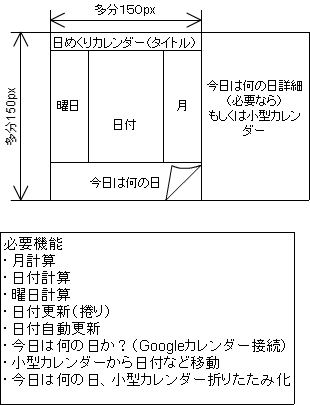 多分150px
多分150px
日めくりカレンダー(タイトル)
曜日
日付
月
今日は何の日
今日は何の日詳細
(必要なら)
もしくは小型カレン
ダー
必要機能
・月計算
・日付計算
・曜日計算
・日付更新(捲り)
・日付自動更新
・今日は何の日か?(Googleカレンダー接続)
・小型カレンダーから日付など移動
・今日は何の日、小型カレンダー折りたたみ化